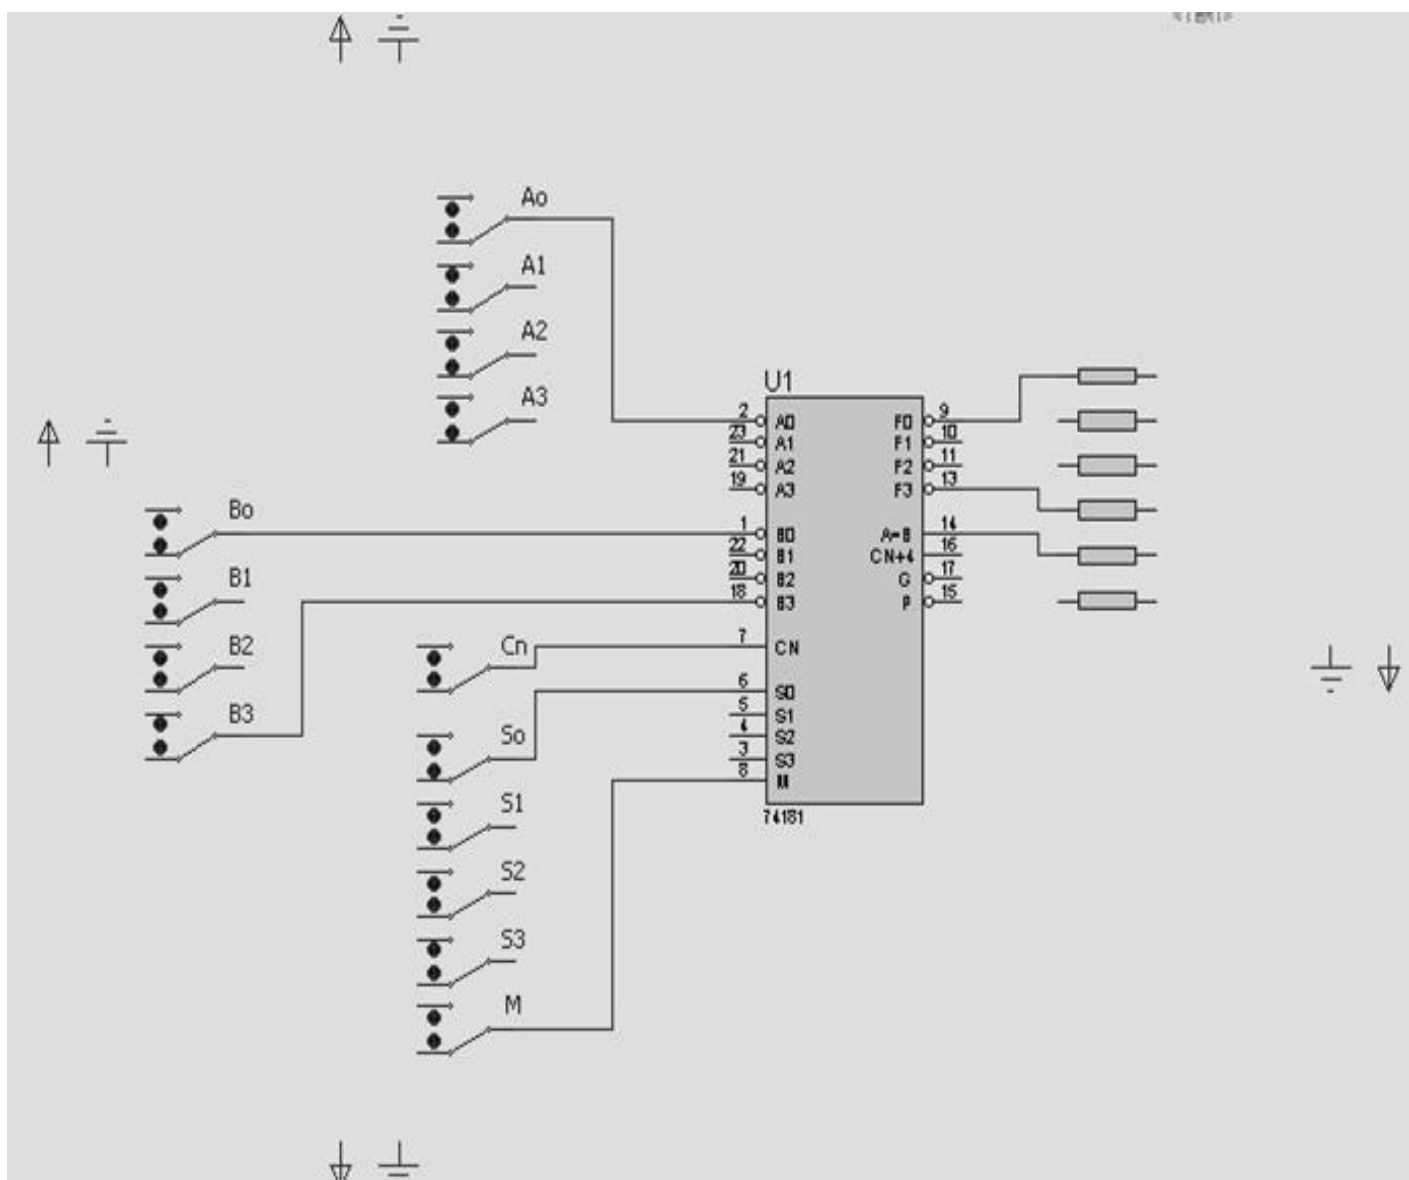 Ao
A1
A2
A3
U1
2 A0 F0 9
23 A1 F1 10
21 A2 F2 11
19 A3 F3 13
Bo
1 B0 A=B 14
22 B1 CN+4 16
20 B2 G 17
18 B3 P 15
B1
B2
B3
Cn
7 CN
6 S0
5 S1
4 S2
3 S3
8 M
74181
So
S1
S2
S3
M